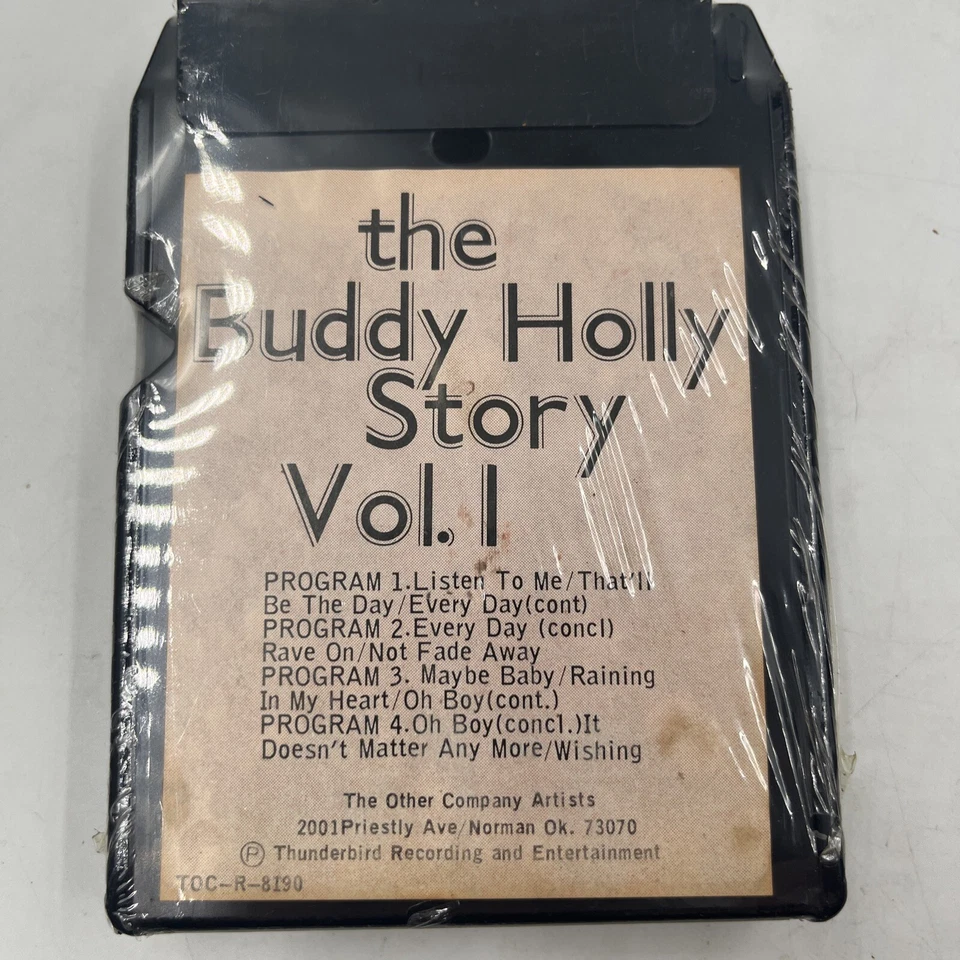 the
Buddy Holly
Story
Vol. 1
PROGRAM 1.Listen To Me/That'll
Be The Day/Every Day(cont)
PROGRAM 2.Every Day (concl)
Rave On/Not Fade Away
PROGRAM 3. Maybe Baby/Raining
In My Heart/Oh Boy(cont.)
PROGRAM 4.Oh Boy(concl.)It
Doesn't Matter Any More/Wishing
The Other Company Artists
2001Priestly Ave/Norman Ok. 73070
Ⓟ Thunderbird Recording and Entertainment
TOC-R-8190